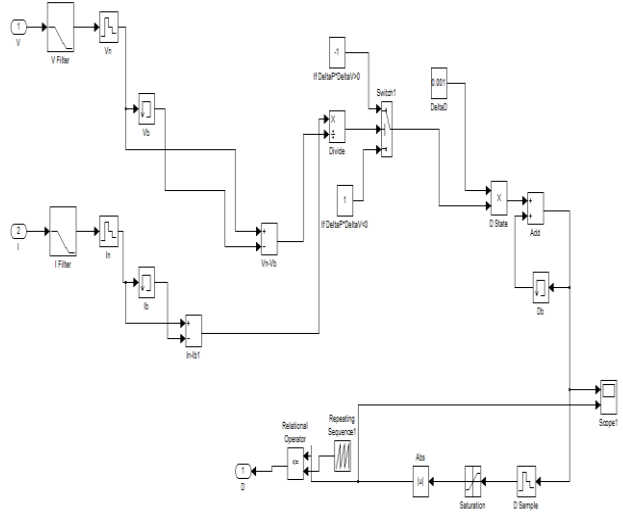 1
V
V Filter
Vn
Vb
-1
If DeltaP*DeltaV>0
Switch1
0.001
DeltaD
X
÷
Divide
1
If DeltaP*DeltaV<0
X
D State
+
+
Add
2
I
I Filter
In
Ib
+
−
Vn-Vb
+
−
In-Ib1
Db
Scope1
Relational
Operator
Repeating
Sequence1
<=
1
D
Abs
|u|
Saturation
D Sample